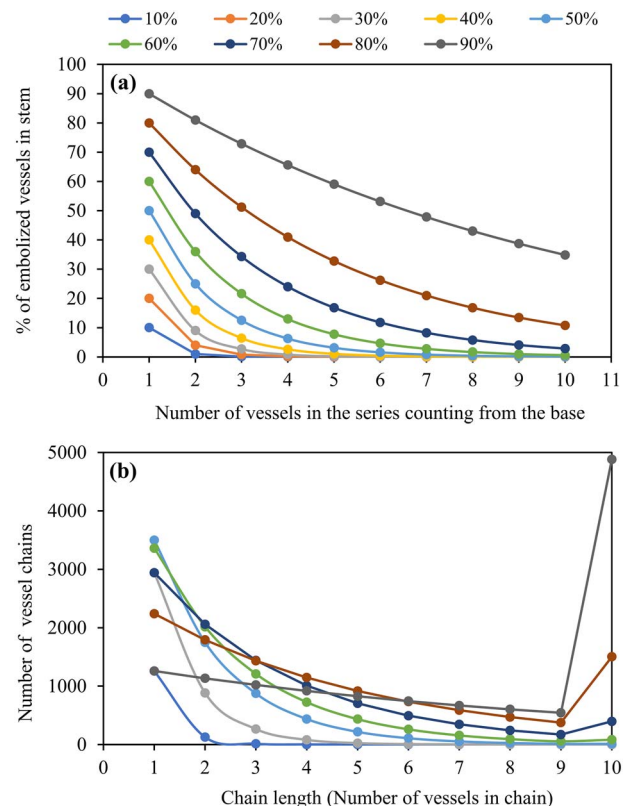 10% 20% 30% 40% 50%
60% 70% 80% 90%
(a)
% of embolized vessels in stem
100
90
80
70
60
50
40
30
20
10
0
0 1 2 3 4 5 6 7 8 9 10 11
Number of vessels in the series counting from the base
(b)
Number of vessel chains
5000
4000
3000
2000
1000
0
0 1 2 3 4 5 6 7 8 9 10
Chain length (Number of vessels in chain)